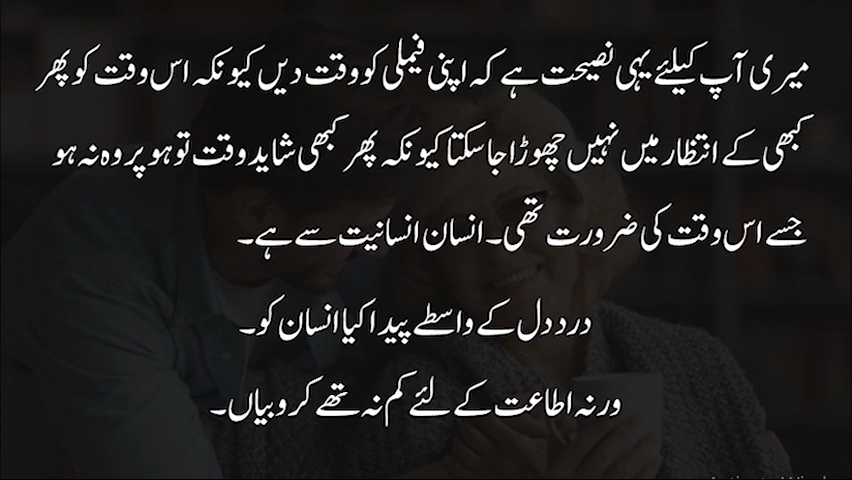 میری آپ کیلئے یہی نصیحت ہے کہ اپنی فیملی کو وقت دیں کیونکہ اس وقت کو پھر
کبھی کے انتظار میں نہیں چھوڑا جا سکتا کیونکہ پھر کبھی شاید وقت تو ہو پر وہ نہ ہو
جسے اس وقت کی ضرورت تھی۔ انسان انسانیت سے ہے۔
درد دل کے واسطے پیدا کیا انسان کو۔
ورنہ اطاعت کے لئے کم نہ تھے کروبیاں۔